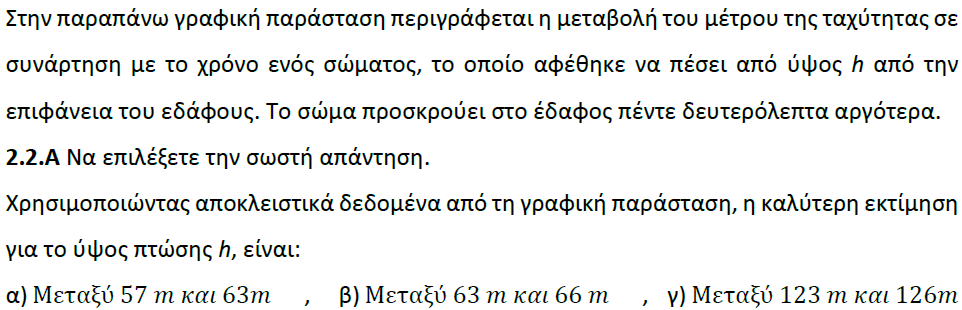 Στην παραπάνω γραφική παράσταση περιγράφεται η μεταβολή του μέτρου της ταχύτητας σε
συνάρτηση με το χρόνο ενός σώματος, το οποίο αφέθηκε να πέσει από ύψος h από την
επιφάνεια του εδάφους. Το σώμα προσκρούει στο έδαφος πέντε δευτερόλεπτα αργότερα.
2.2.Α Να επιλέξετε την σωστή απάντηση.
Χρησιμοποιώντας αποκλειστικά δεδομένα από τη γραφική παράσταση, η καλύτερη εκτίμηση
για το ύψος πτώσης h, είναι:
α) Μεταξύ 57 m και 63m , β) Μεταξύ 63 m και 66 m , γ) Μεταξύ 123 m και 126m